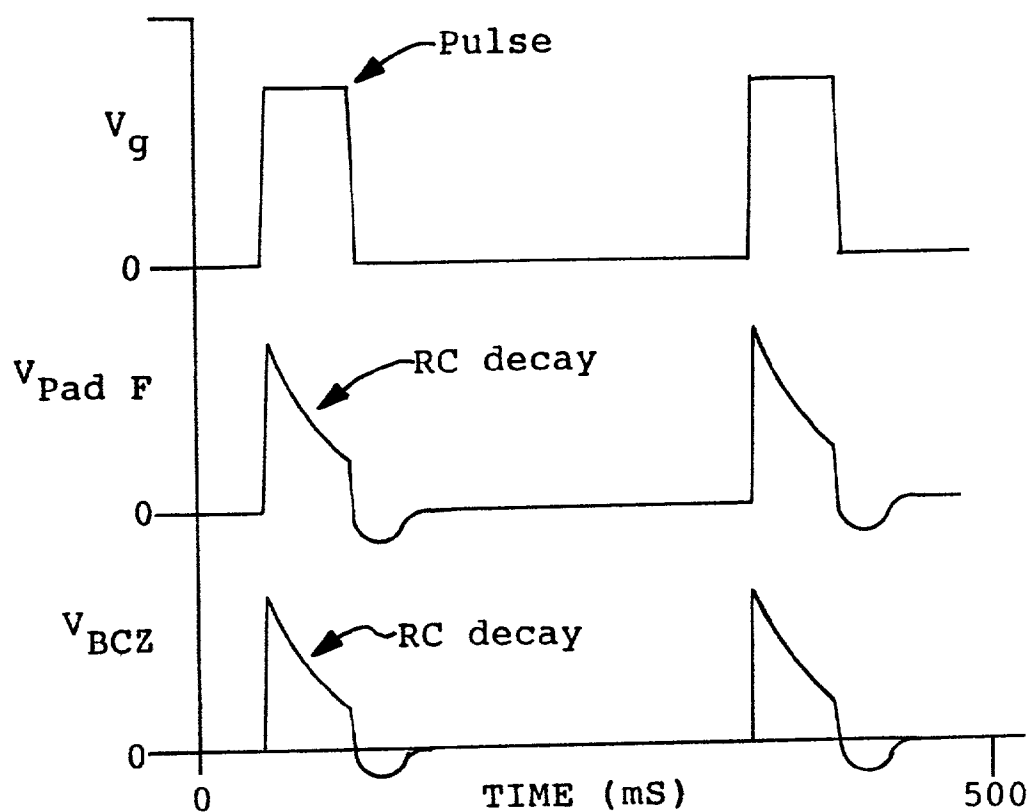 Pulse
Vg
0
VPad F
RC decay
0
VBCZ
RC decay
0
0
TIME (mS)
500